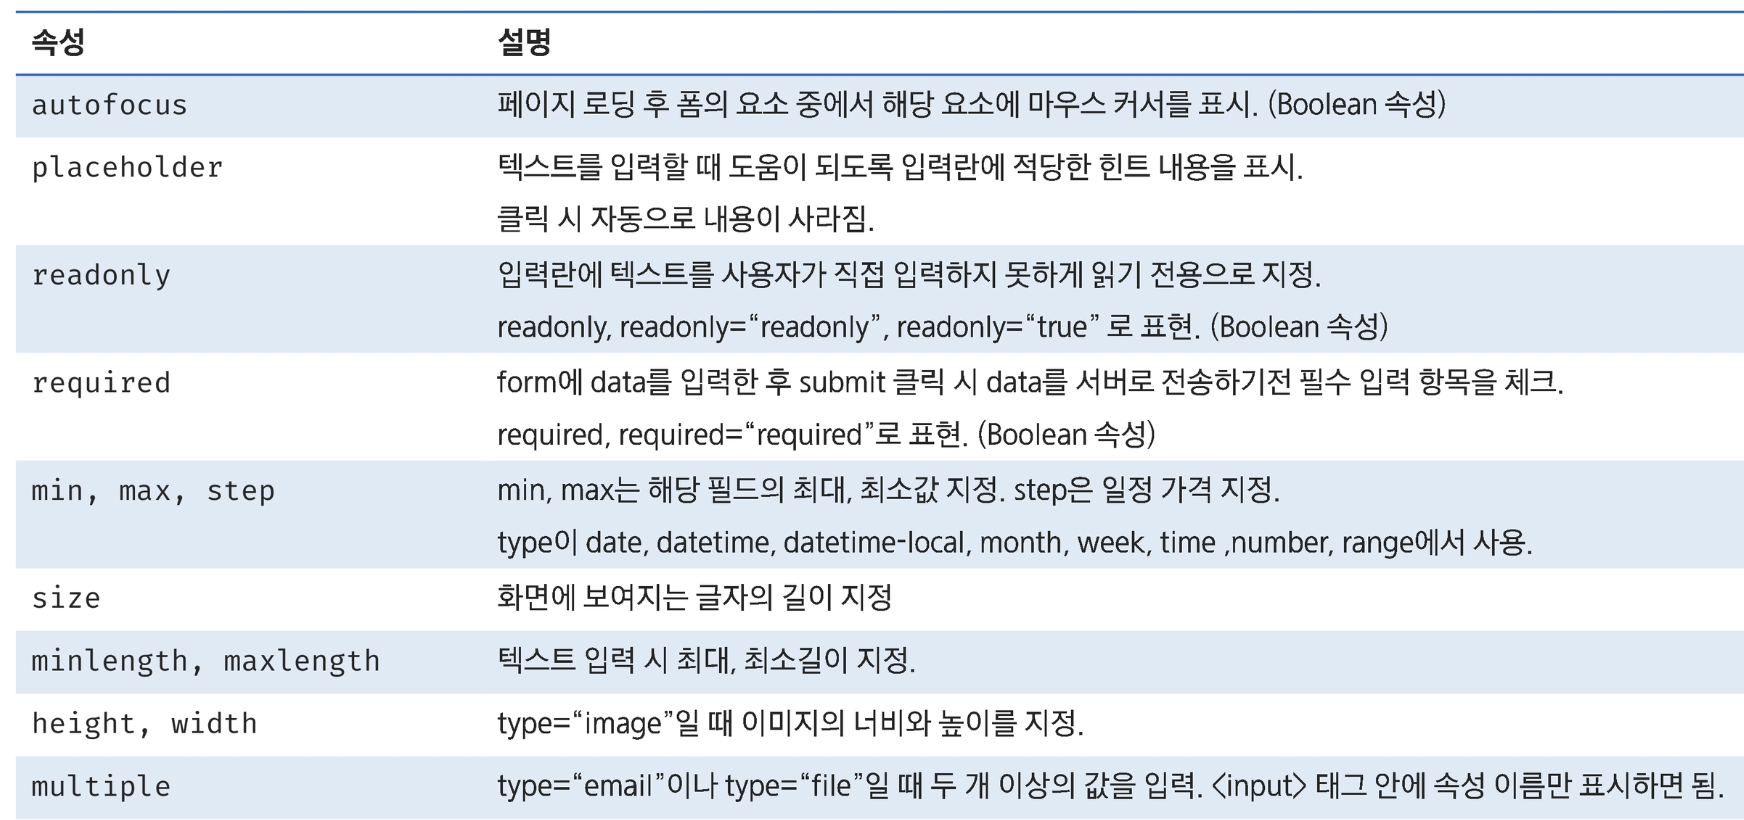 속성 설명
autofocus 페이지 로딩 후 폼의 요소 중에서 해당 요소에 마우스 커서를 표시. (Boolean 속성)
placeholder 텍스트를 입력할 때 도움이 되도록 입력란에 적당한 힌트 내용을 표시.
클릭 시 자동으로 내용이 사라짐.
readonly 입력란에 텍스트를 사용자가 직접 입력하지 못하게 읽기 전용으로 지정.
readonly, readonly=“readonly”, readonly=“true” 로 표현. (Boolean 속성)
required form에 data를 입력한 후 submit 클릭 시 data를 서버로 전송하기전 필수 입력 항목을 체크.
required, required=“required”로 표현. (Boolean 속성)
min, max, step min, max는 해당 필드의 최대, 최소값 지정. step은 일정 가격 지정.
type이 date, datetime, datetime-local, month, week, time ,number, range에서 사용.
size 화면에 보여지는 글자의 길이 지정
minlength, maxlength 텍스트 입력 시 최대, 최소길이 지정.
height, width type=“image”일 때 이미지의 너비와 높이를 지정.
multiple type=“email”이나 type=“file”일 때 두 개 이상의 값을 입력. <input> 태그 안에 속성 이름만 표시하면 됨.